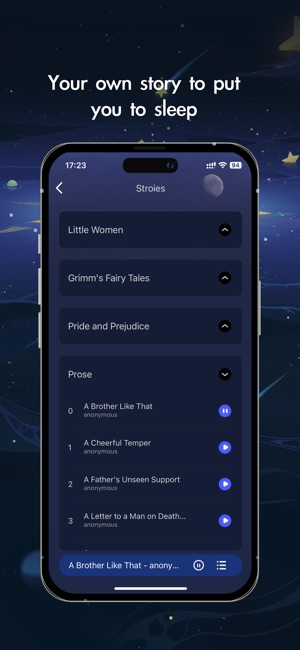 Your own story to put
you to sleep
17:23
94
Stroies
Little Women
Grimm's Fairy Tales
Pride and Prejudice
Prose
0 A Brother Like That
anonymous
1 A Cheerful Temper
anonymous
2 A Father's Unseen Support
anonymous
3 A Letter to a Man on Death...
anonymous
A Brother Like That - anony...